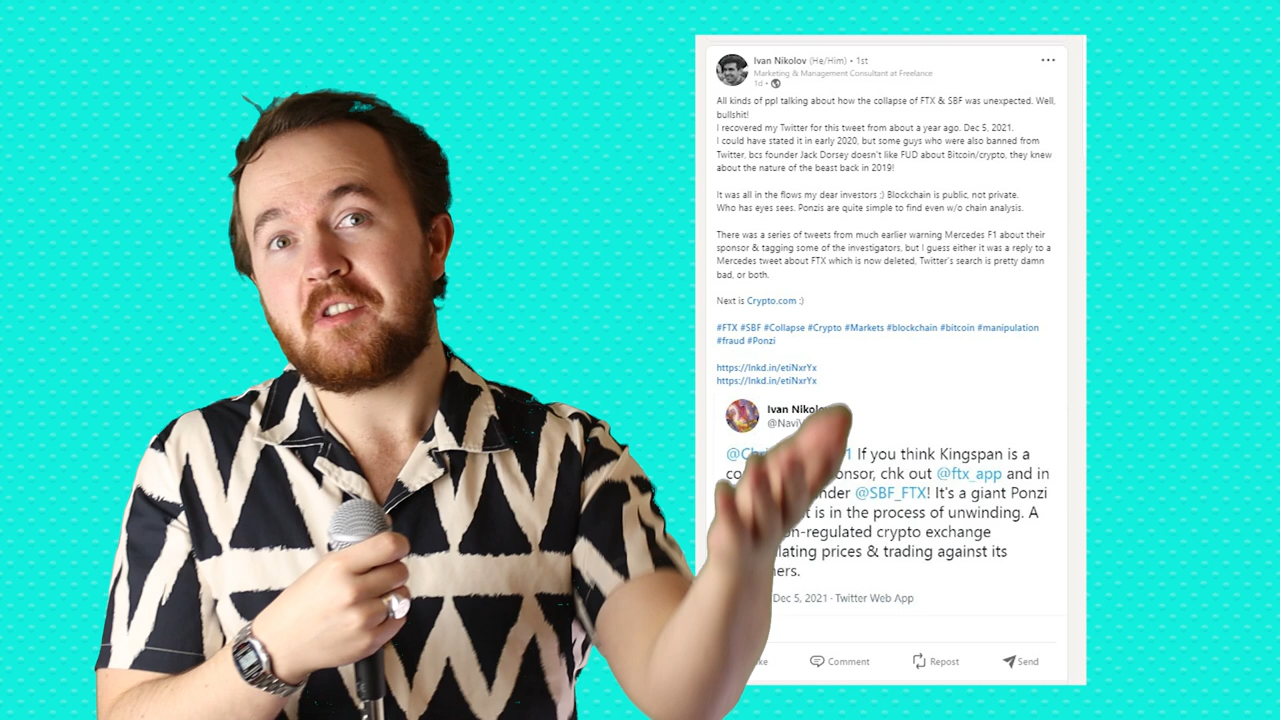 Ivan Nikolov (He/Him) • 1st
Marketing & Management Consultant at Freelance
1d •
All kinds of ppl talking about how the collapse of FTX & SBF was unexpected. Well,
bullshit!
I recovered my Twitter for this tweet from about a year ago. Dec 5, 2021.
I could have stated it in early 2020, but some guys who were also banned from
Twitter, bcs founder Jack Dorsey doesn't like FUD about Bitcoin/crypto, they knew
about the nature of the beast back in 2019!
It was all in the flows my dear investors :) Blockchain is public, not private.
Who has eyes sees. Ponzis are quite simple to find even w/o chain analysis.
There was a series of tweets from much earlier warning Mercedes F1 about their
sponsor & tagging some of the investigators, but I guess either it was a reply to a
Mercedes tweet about FTX which is now deleted, Twitter's search is pretty damn
bad, or both.
Next is Crypto.com :)
#FTX #SBF #Collapse #Crypto #Markets #blockchain #bitcoin #manipulation
#fraud #Ponzi
https://lnkd.in/etiNxrYx
https://lnkd.in/etiNxrYx
Ivan
1 If you think Kingspan is a
chk out @ftx_app and in
@SBF_FTX! It's a giant Ponzi
is in the process of unwinding. A
crypto exchange
prices & trading against its
Dec 5, 2021 · Twitter Web App
Comment Repost Send